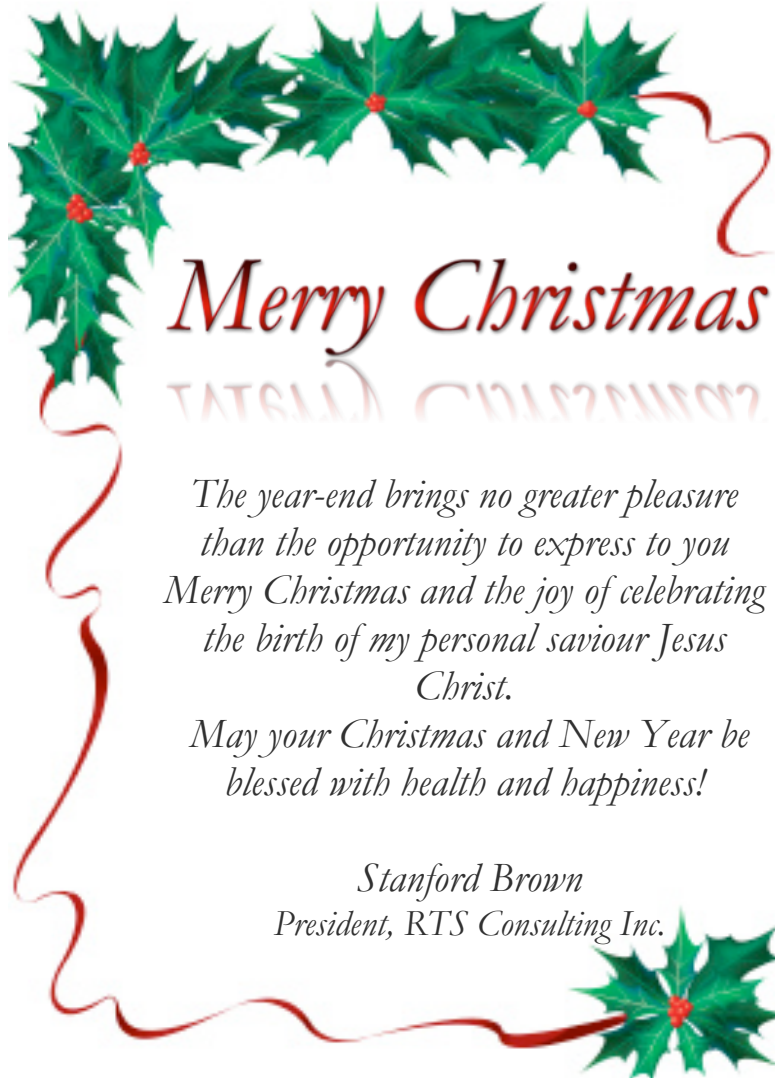 Merry Christmas
The year-end brings no greater pleasure
than the opportunity to express to you
Merry Christmas and the joy of celebrating
the birth of my personal saviour Jesus
Christ.
May your Christmas and New Year be
blessed with health and happiness!
Stanford Brown
President, RTS Consulting Inc.